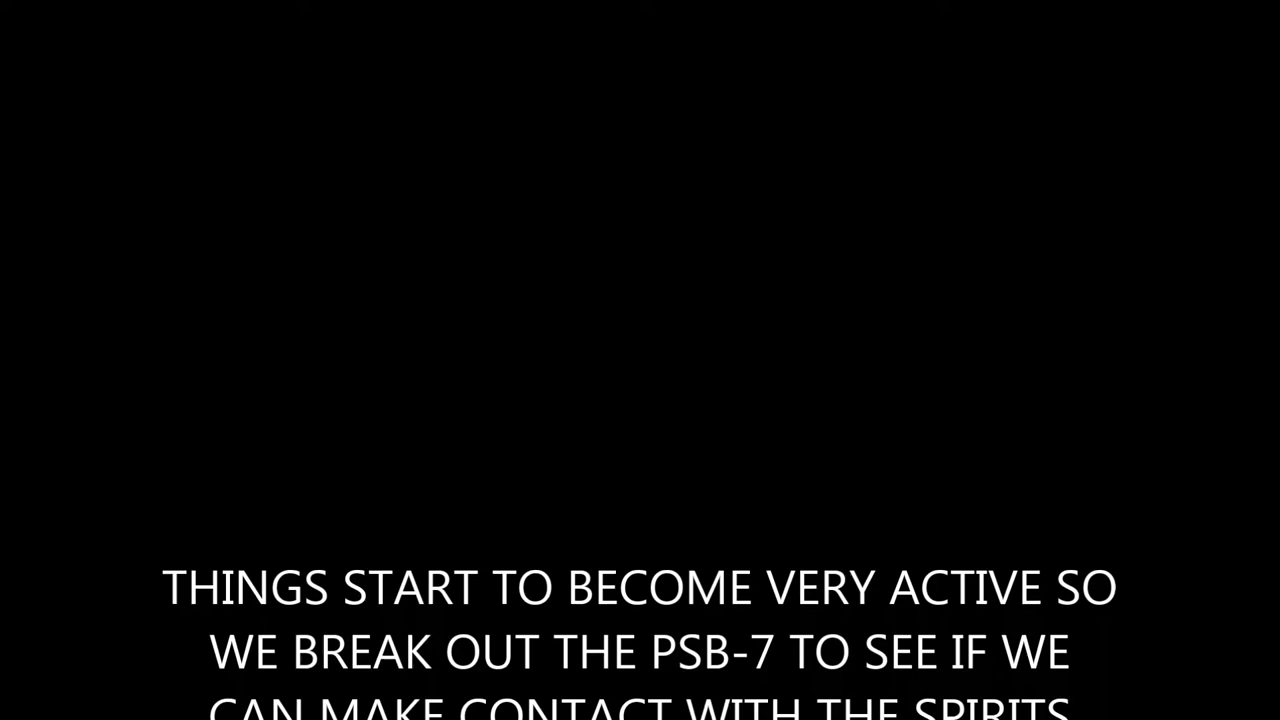 THINGS START TO BECOME VERY ACTIVE SO
WE BREAK OUT THE PSB-7 TO SEE IF WE
CAN MAKE CONTACT WITH THE SPIRITS